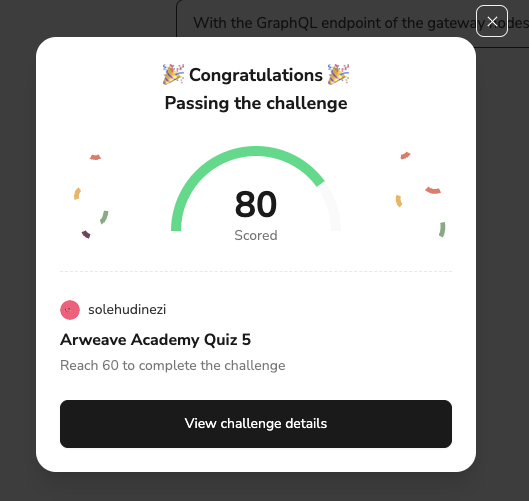 With the GraphQL endpoint of the gateway nodes
🎉 Congratulations 🎉
Passing the challenge
80
Scored
solehudinezi
Arweave Academy Quiz 5
Reach 60 to complete the challenge
View challenge details